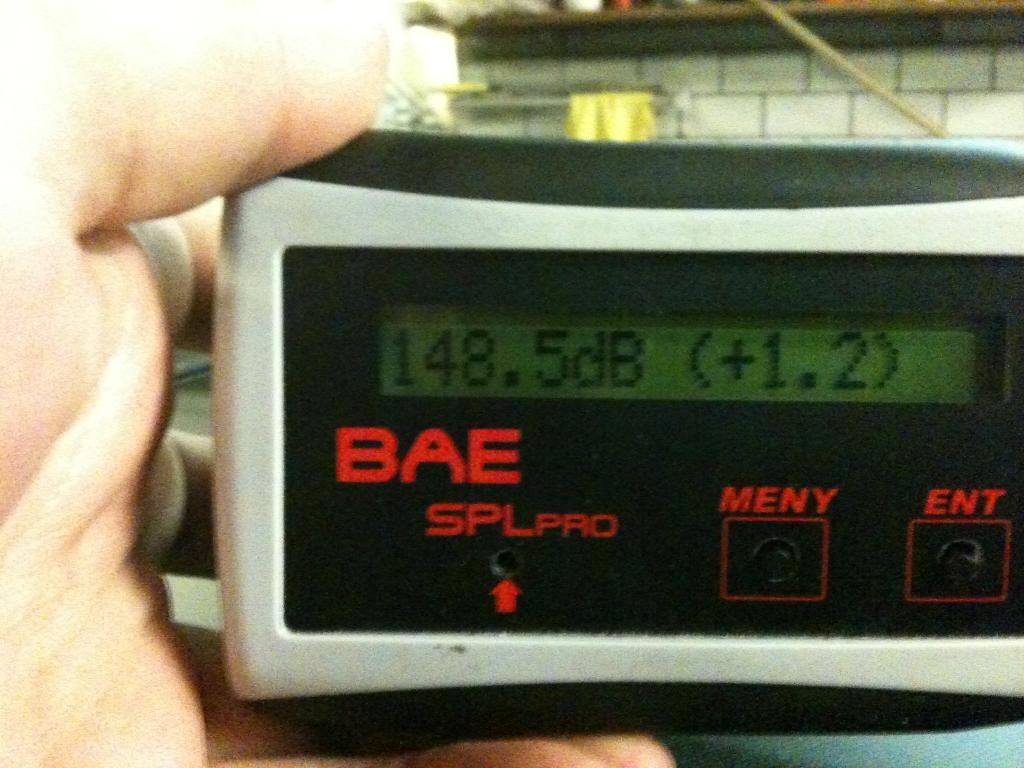 148.5dB (+1.2)
BAE
SPLPRO
MENY ENT